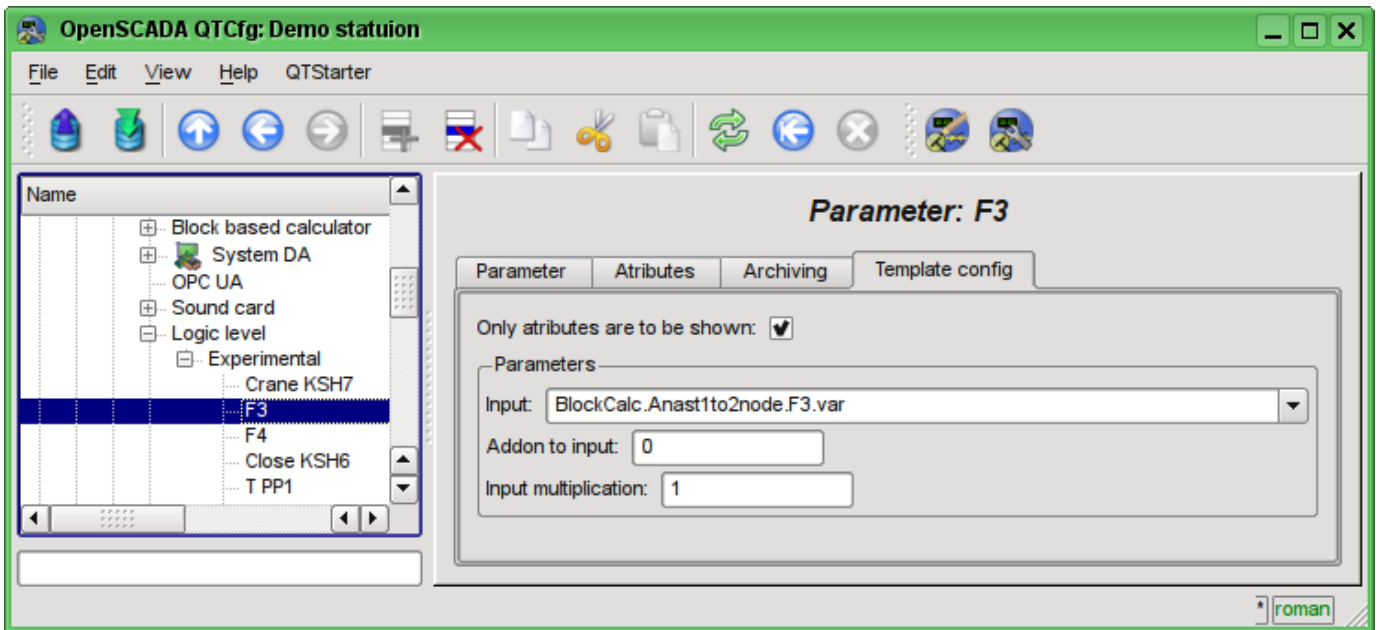 OpenSCADA QTCfg: Demo statuion
File Edit View Help QTStarter
Name
Block based calculator
System DA
OPC UA
Sound card
Logic level
Experimental
Crane KSH7
F3
F4
Close KSH6
T PP1
Parameter: F3
Parameter Atributes Archiving Template config
Only atributes are to be shown:
Parameters
Input: BlockCalc.Anast1to2node.F3.var
Addon to input: 0
Input multiplication: 1
* roman